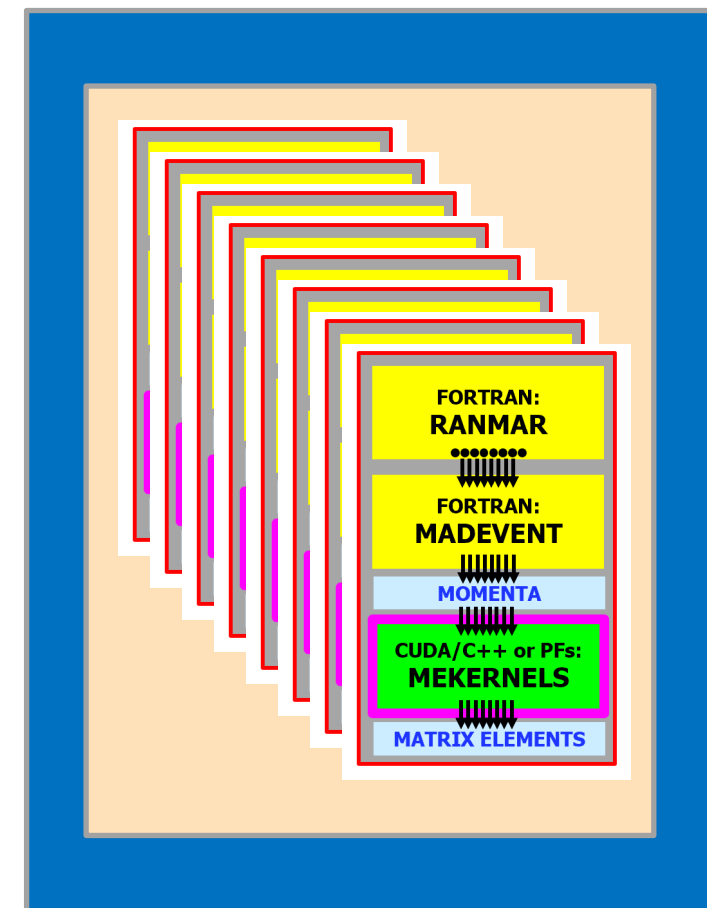 FORTRAN:
RANMAR
FORTRAN:
MADEVENT
MOMENTA
CUDA/C++ or PFs:
MEKERNELS
MATRIX ELEMENTS